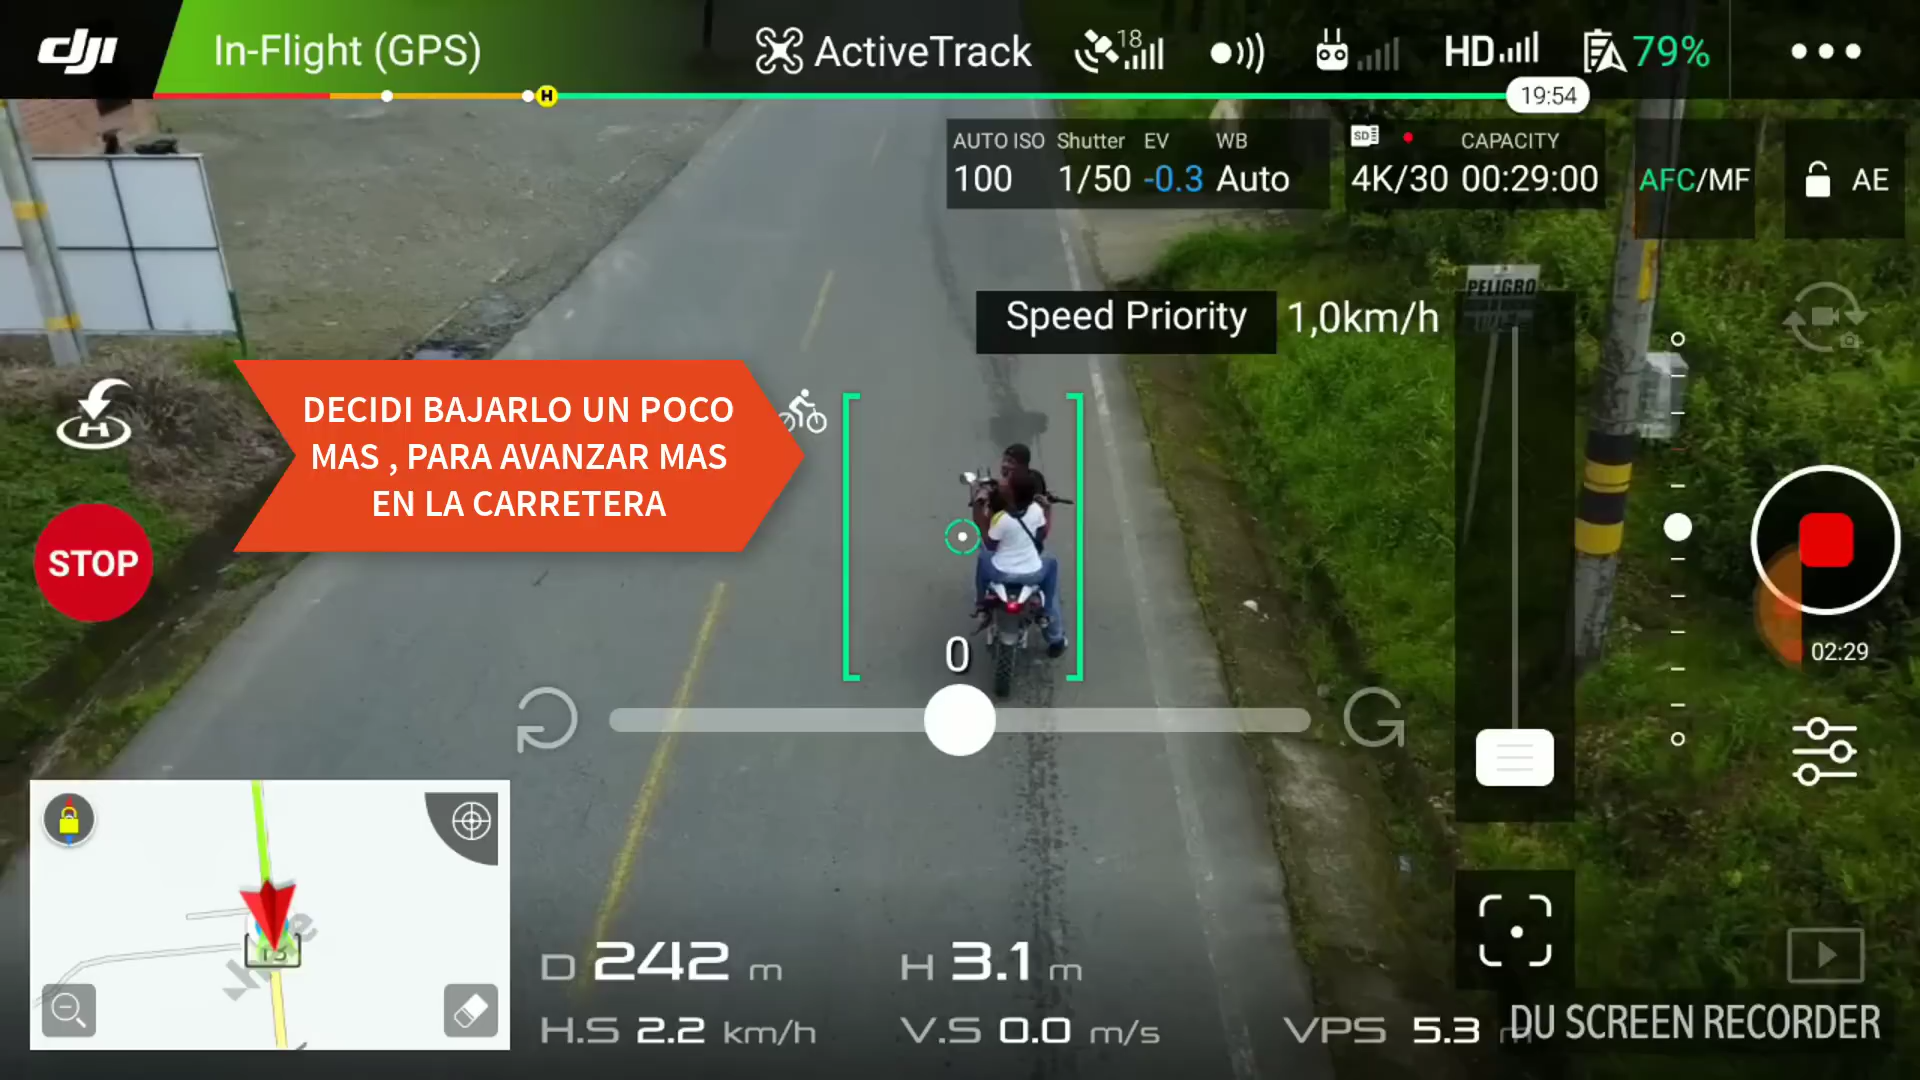 dji
In-Flight (GPS)
ActiveTrack
18
HD
79%
H
19:54
AUTO ISO Shutter EV WB
100 1/50 -0.3 Auto
SD CAPACITY
4K/30 00:29:00
AFC/MF
AE
PELIGRO
Speed Priority 1,0km/h
DECIDI BAJARLO UN POCO
MAS , PARA AVANZAR MAS
EN LA CARRETERA
H
STOP
0
02:29
D 242 m
H 3.1 m
H.S 2.2 km/h
V.S 0.0 m/s
VPS 5.3 m
DU SCREEN RECORDER